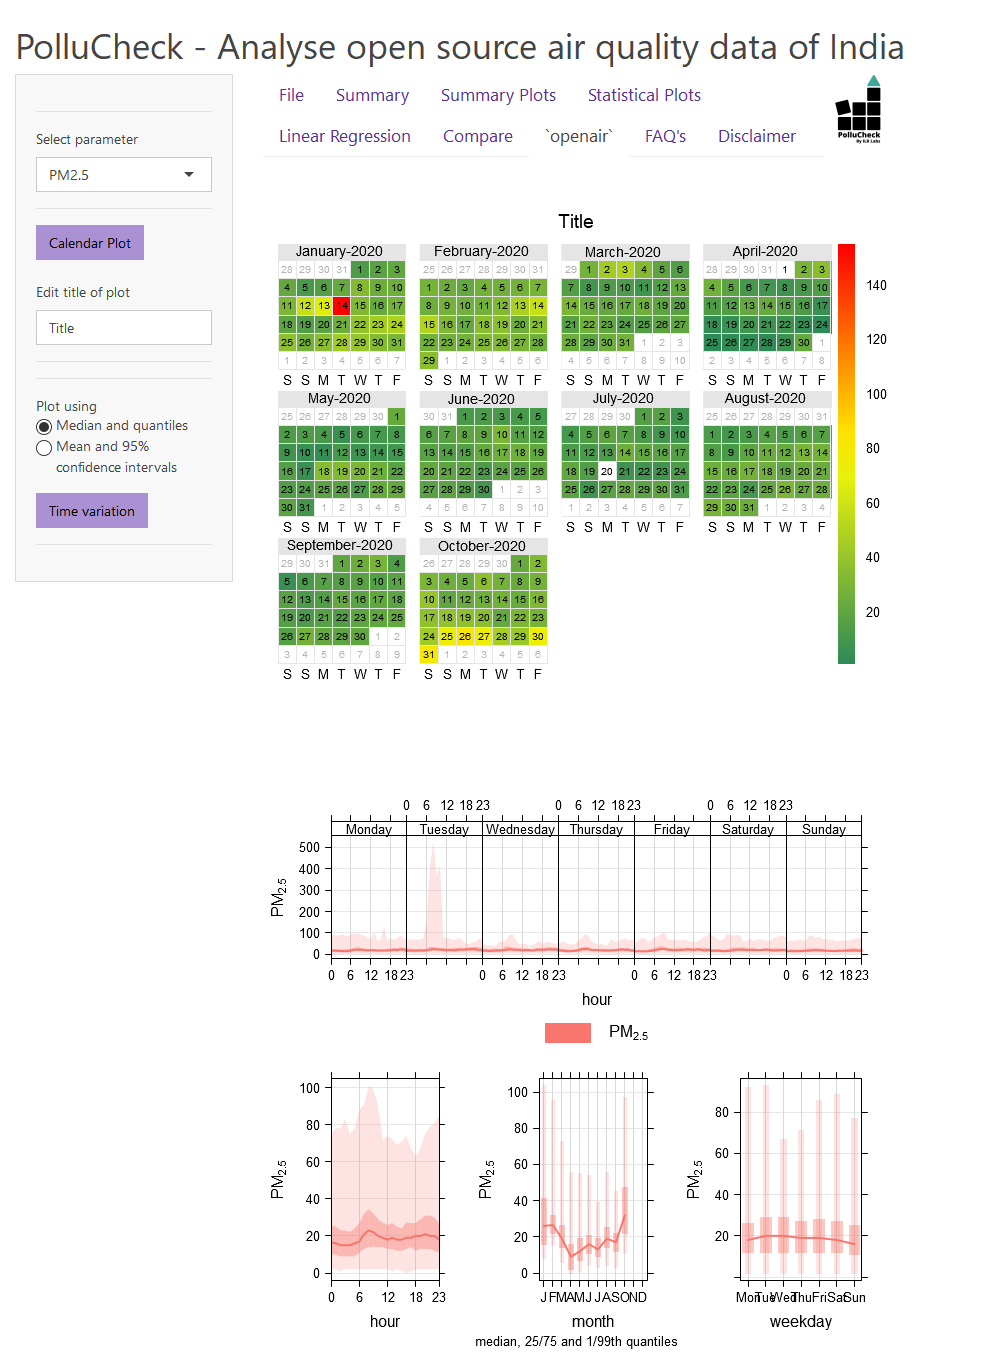 PolluCheck - Analyse open source air quality data of India
Select parameter
PM2.5
Calendar Plot
Edit title of plot
Title
Plot using
Median and quantiles
Mean and 95%
confidence intervals
Time variation
File Summary Summary Plots Statistical Plots
Linear Regression Compare `openair` FAQ's Disclaimer
PolluCheck
By ILK Labs
Title
January-2020
28 29 30 31 1 2 3
4 5 6 7 8 9 10
11 12 13 14 15 16 17
18 19 20 21 22 23 24
25 26 27 28 29 30 31
1 2 3 4 5 6 7
S S M T W T F
February-2020
25 26 27 28 29 30 31
1 2 3 4 5 6 7
8 9 10 11 12 13 14
15 16 17 18 19 20 21
22 23 24 25 26 27 28
29 1 2 3 4 5 6
S S M T W T F
March-2020
29 1 2 3 4 5 6
7 8 9 10 11 12 13
14 15 16 17 18 19 20
21 22 23 24 25 26 27
28 29 30 31 1 2 3
4 5 6 7 8 9 10
S S M T W T F
April-2020
28 29 30 31 1 2 3
4 5 6 7 8 9 10
11 12 13 14 15 16 17
18 19 20 21 22 23 24
25 26 27 28 29 30 1
2 3 4 5 6 7 8
S S M T W T F
May-2020
25 26 27 28 29 30 1
2 3 4 5 6 7 8
9 10 11 12 13 14 15
16 17 18 19 20 21 22
23 24 25 26 27 28 29
30 31 1 2 3 4 5
S S M T W T F
June-2020
30 31 1 2 3 4 5
6 7 8 9 10 11 12
13 14 15 16 17 18 19
20 21 22 23 24 25 26
27 28 29 30 1 2 3
4 5 6 7 8 9 10
S S M T W T F
July-2020
27 28 29 30 1 2 3
4 5 6 7 8 9 10
11 12 13 14 15 16 17
18 19 20 21 22 23 24
25 26 27 28 29 30 31
1 2 3 4 5 6 7
S S M T W T F
August-2020
25 26 27 28 29 30 31
1 2 3 4 5 6 7
8 9 10 11 12 13 14
15 16 17 18 19 20 21
22 23 24 25 26 27 28
29 30 31 1 2 3 4
S S M T W T F
September-2020
29 30 31 1 2 3 4
5 6 7 8 9 10 11
12 13 14 15 16 17 18
19 20 21 22 23 24 25
26 27 28 29 30 1 2
3 4 5 6 7 8 9
S S M T W T F
October-2020
26 27 28 29 30 1 2
3 4 5 6 7 8 9
10 11 12 13 14 15 16
17 18 19 20 21 22 23
24 25 26 27 28 29 30
31 1 2 3 4 5 6
S S M T W T F
140
120
100
80
60
40
20
0 6 12 18 23 0 6 12 18 23 0 6 12 18 23
Monday Tuesday Wednesday Thursday Friday Saturday Sunday
500
400
300
200
100
0
PM2.5
0 6 12 18 23 0 6 12 18 23 0 6 12 18 23 0 6 12 18 23
hour
PM2.5
100
80
60
40
20
0
PM2.5
0 6 12 18 23
hour
100
80
60
40
20
0
PM2.5
J F M A M J J A S O N D
month
80
60
40
20
PM2.5
Mon Tue Wed Thu Fri Sat Sun
weekday
median, 25/75 and 1/99th quantiles